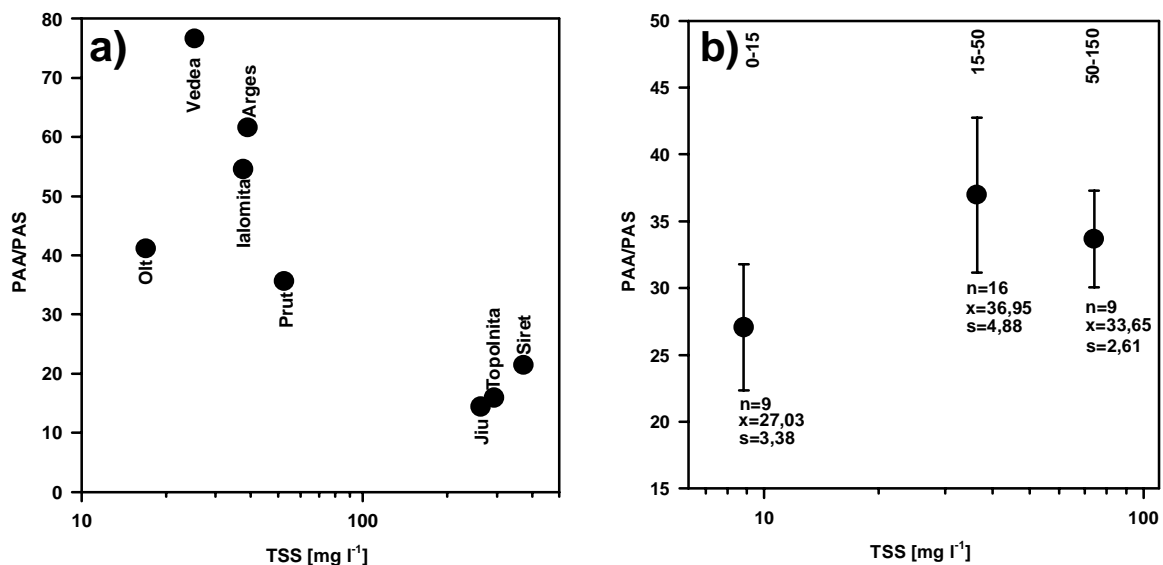 a)
80
70
60
50
40
30
20
10
0
PAA/PAS
Vedea
Arges
Ialomita
Olt
Prut
Jiu
Topolnita
Siret
10
100
TSS [mg l⁻¹]
b)
50
45
40
35
30
25
20
15
PAA/PAS
0-15
15-50
50-150
n=9
x=27,03
s=3,38
n=16
x=36,95
s=4,88
n=9
x=33,65
s=2,61
10
100
TSS [mg l⁻¹]